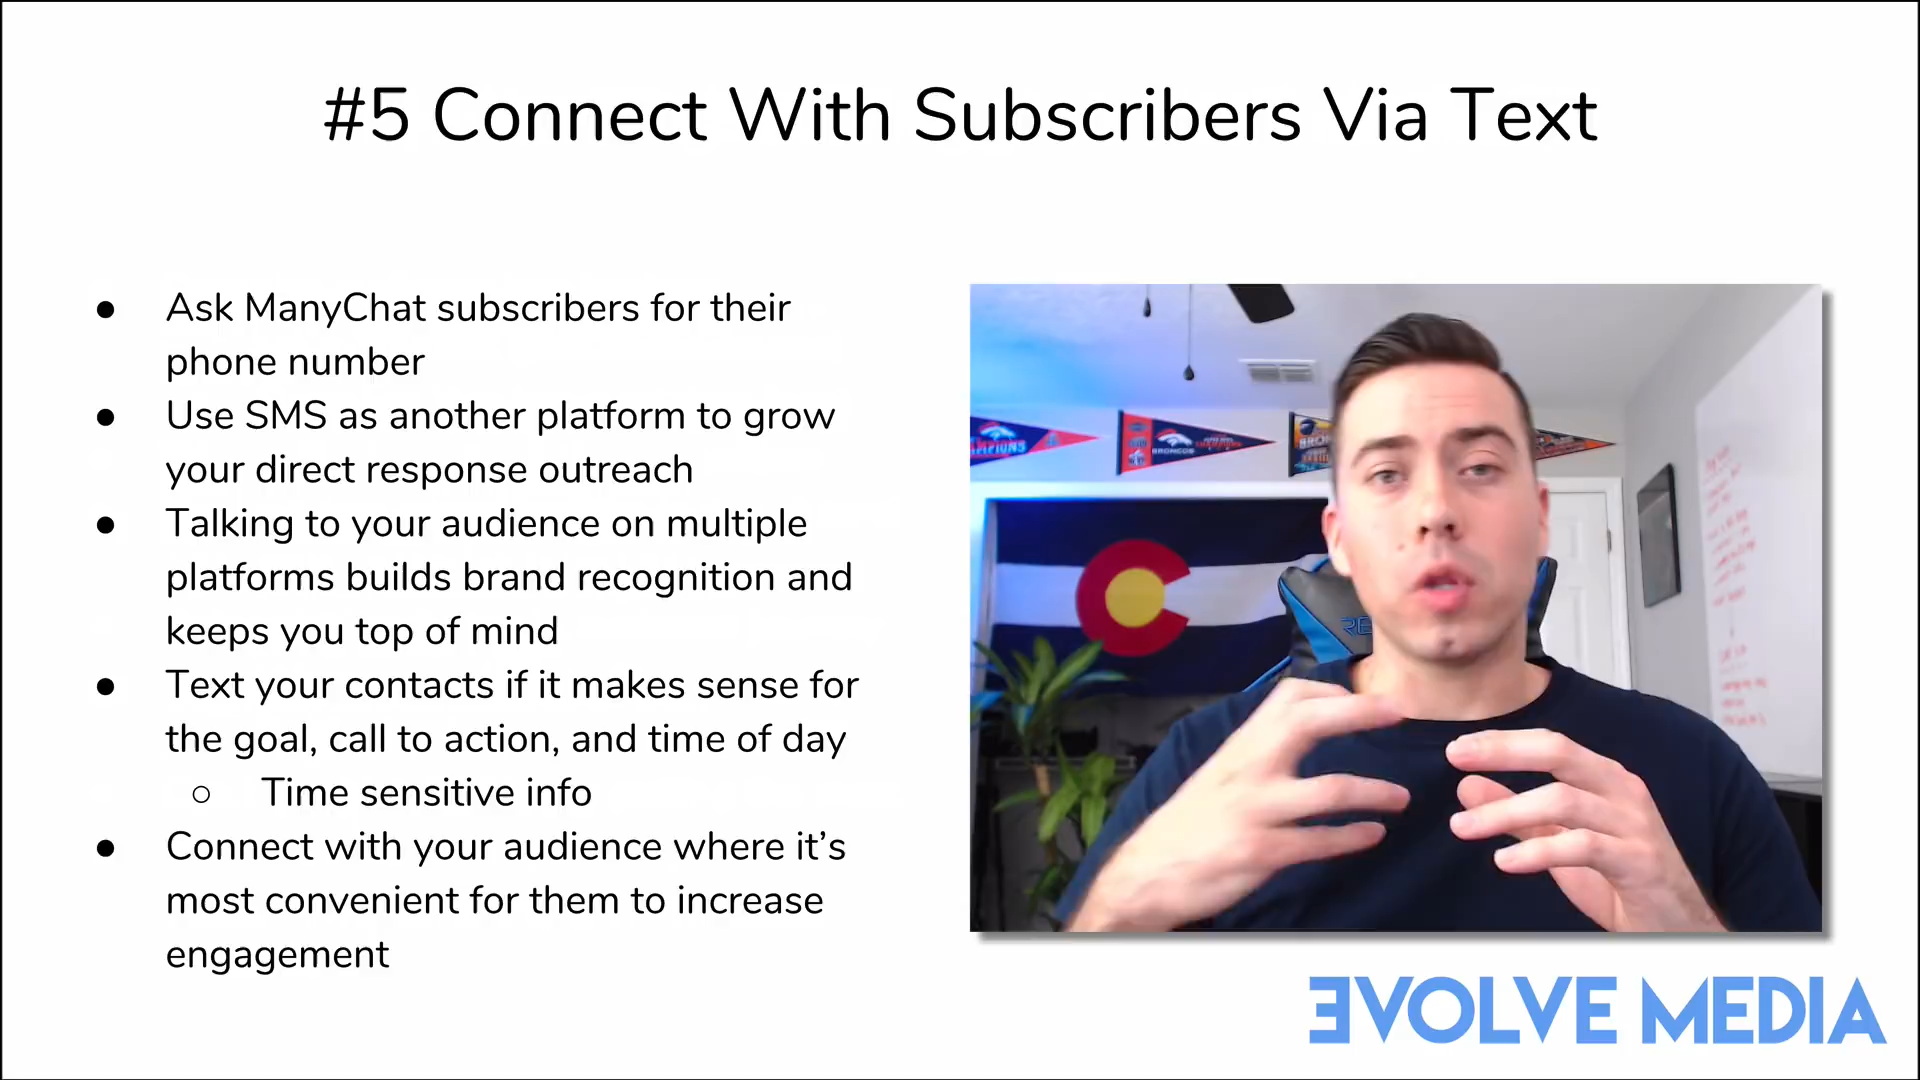 #5 Connect With Subscribers Via Text
● Ask ManyChat subscribers for their
phone number
● Use SMS as another platform to grow
your direct response outreach
● Talking to your audience on multiple
platforms builds brand recognition and
keeps you top of mind
● Text your contacts if it makes sense for
the goal, call to action, and time of day
○ Time sensitive info
● Connect with your audience where it’s
most convenient for them to increase
engagement
BRONCOS
EVOLVE MEDIA